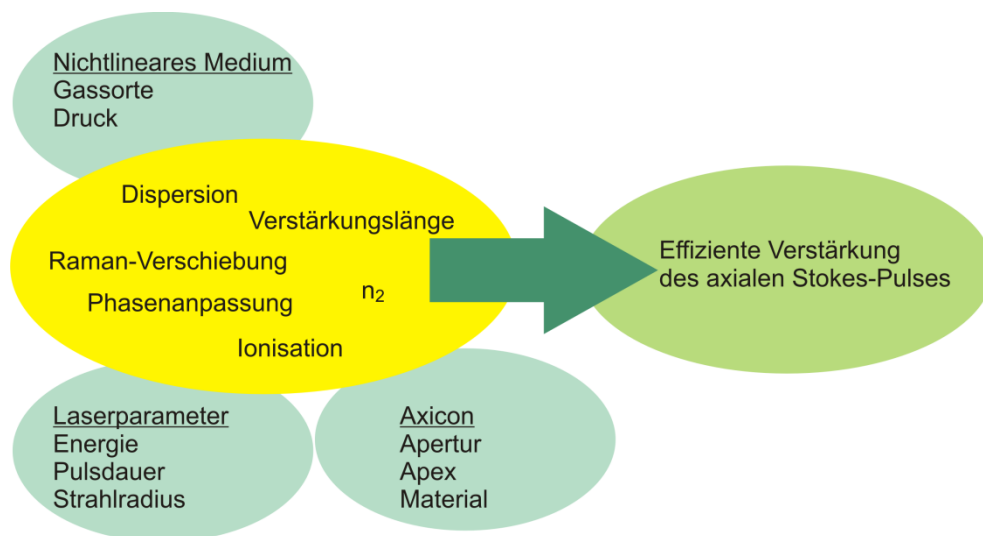 Nichtlineares Medium
Gassorte
Druck
Dispersion
Verstärkungslänge
Raman-Verschiebung
n₂
Phasenanpassung
Ionisation
Effiziente Verstärkung
des axialen Stokes-Pulses
Laserparameter
Energie
Pulsdauer
Strahlradius
Axicon
Apertur
Apex
Material